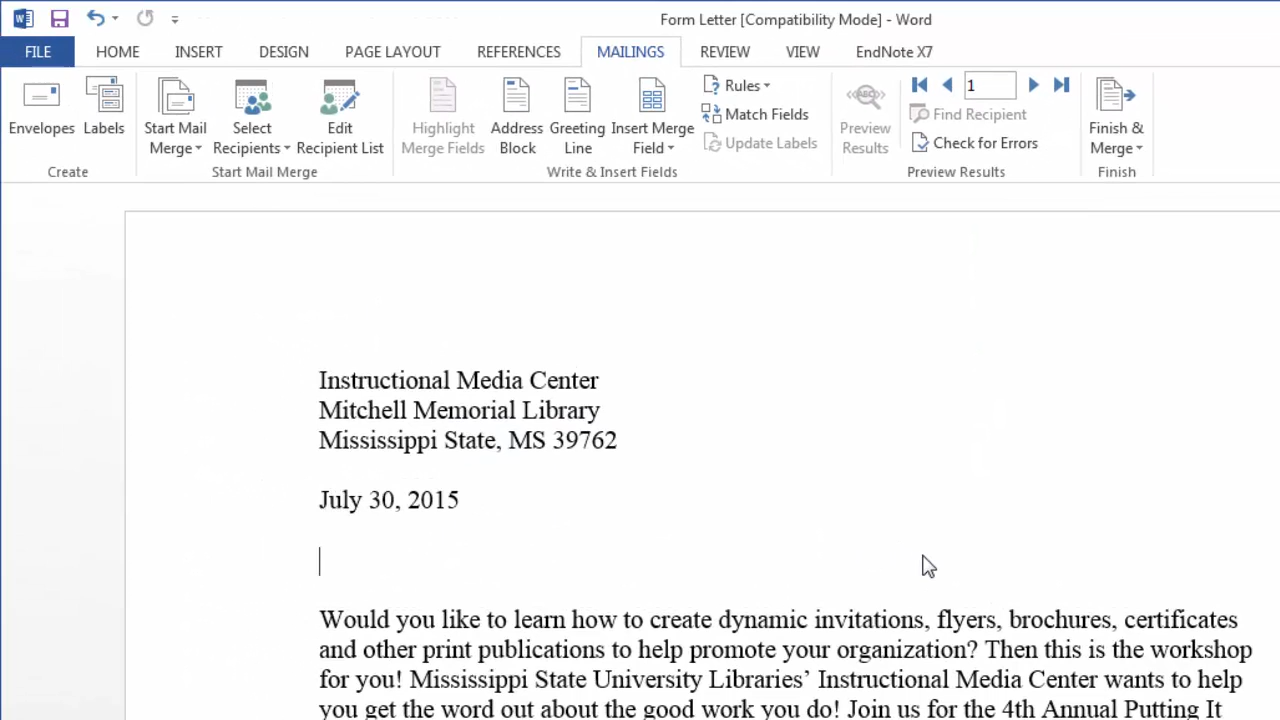 Form Letter [Compatibility Mode] - Word
FILE HOME INSERT DESIGN PAGE LAYOUT REFERENCES MAILINGS REVIEW VIEW EndNote X7
Envelopes Labels
Create
Start Mail Merge
Select Recipients
Edit Recipient List
Start Mail Merge
Highlight Merge Fields
Address Block
Greeting Line
Insert Merge Field
Rules
Match Fields
Update Labels
Write & Insert Fields
ABC
Preview Results
1
Find Recipient
Check for Errors
Preview Results
Finish & Merge
Finish
Instructional Media Center
Mitchell Memorial Library
Mississippi State, MS 39762
July 30, 2015
Would you like to learn how to create dynamic invitations, flyers, brochures, certificates
and other print publications to help promote your organization? Then this is the workshop
for you! Mississippi State University Libraries’ Instructional Media Center wants to help
you get the word out about the good work you do! Join us for the 4th Annual Putting It